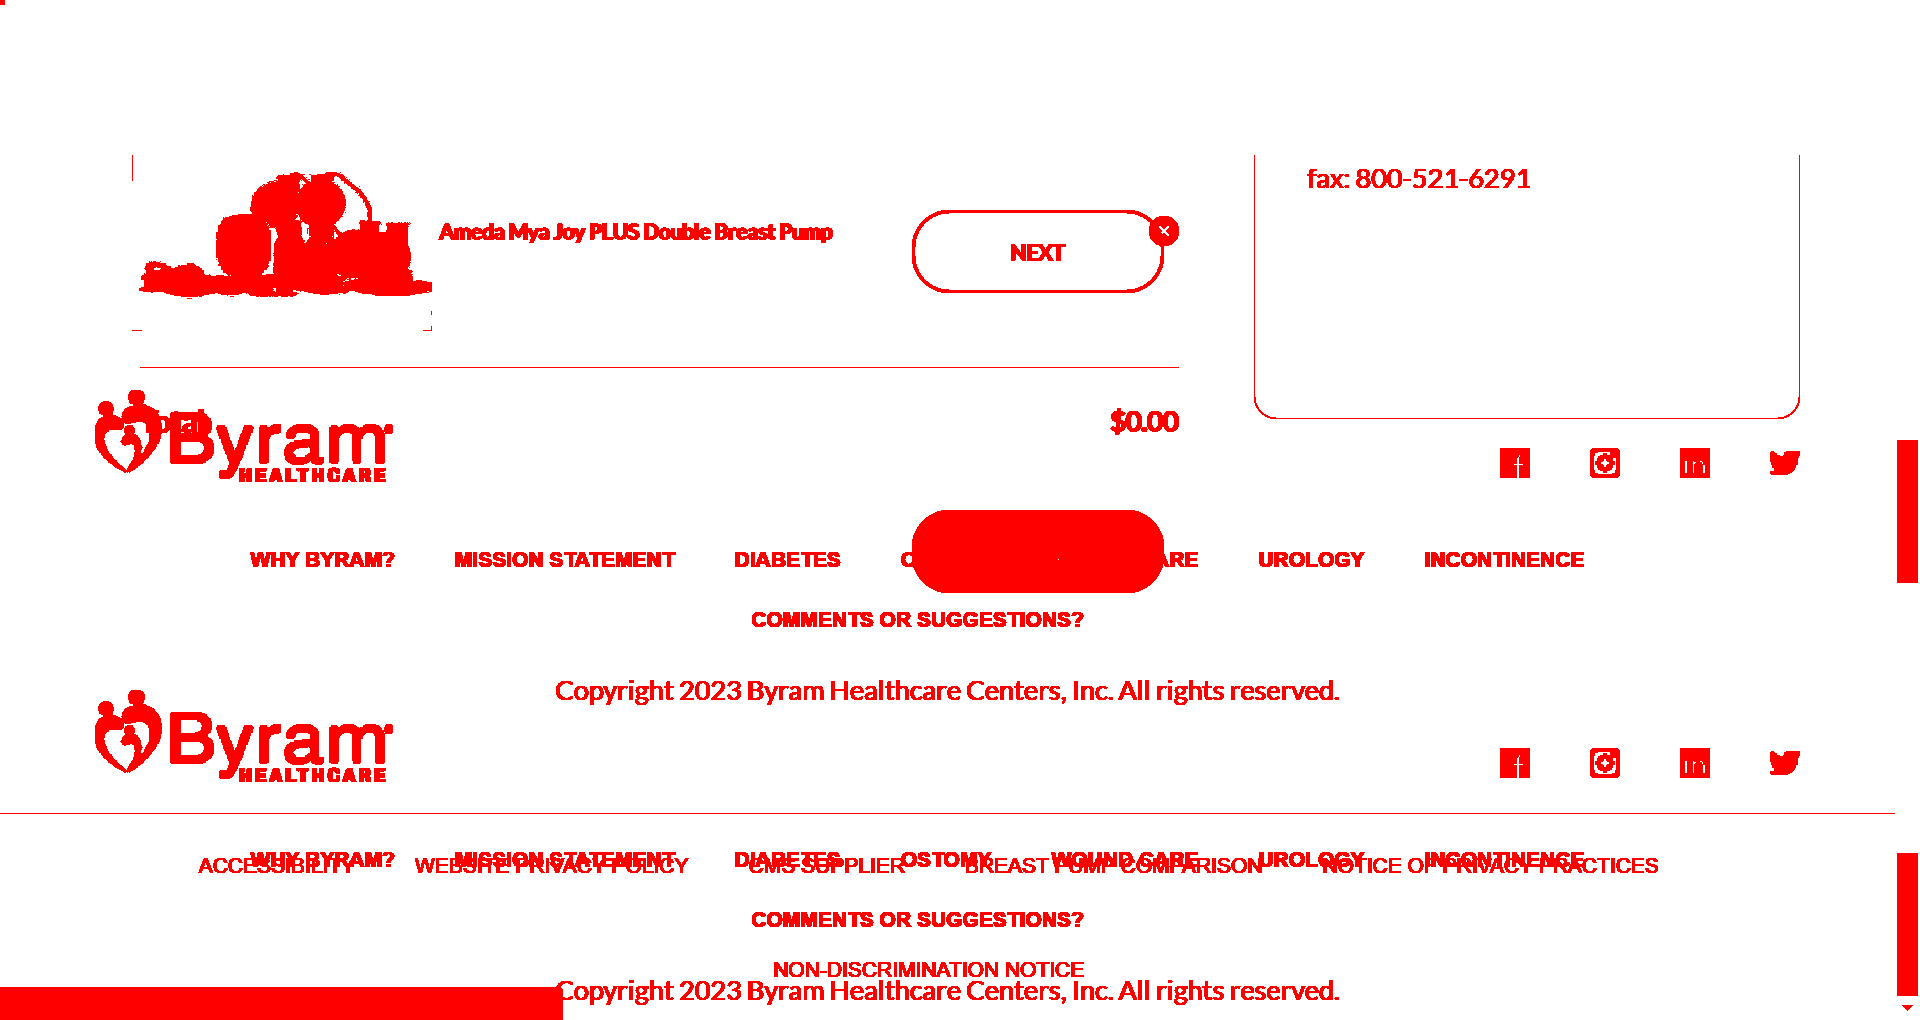 fax: 800-521-6291
Ameda Mya Joy PLUS Double Breast Pump
NEXT
$0.00
Byram
HEALTHCARE
WHY BYRAM? MISSION STATEMENT DIABETES UROLOGY INCONTINENCE
COMMENTS OR SUGGESTIONS?
Copyright 2023 Byram Healthcare Centers, Inc. All rights reserved.
Byram
HEALTHCARE
WHY BYRAM? MISSION STATEMENT DIABETES OSTOMY WOUND CARE UROLOGY INCONTINENCE
ACCESSIBILITY WEBSITE PRIVACY POLICY CMS SUPPLIER BREAST PUMP COMPARISON NOTICE OF PRIVACY PRACTICES
COMMENTS OR SUGGESTIONS?
NON-DISCRIMINATION NOTICE
Copyright 2023 Byram Healthcare Centers, Inc. All rights reserved.